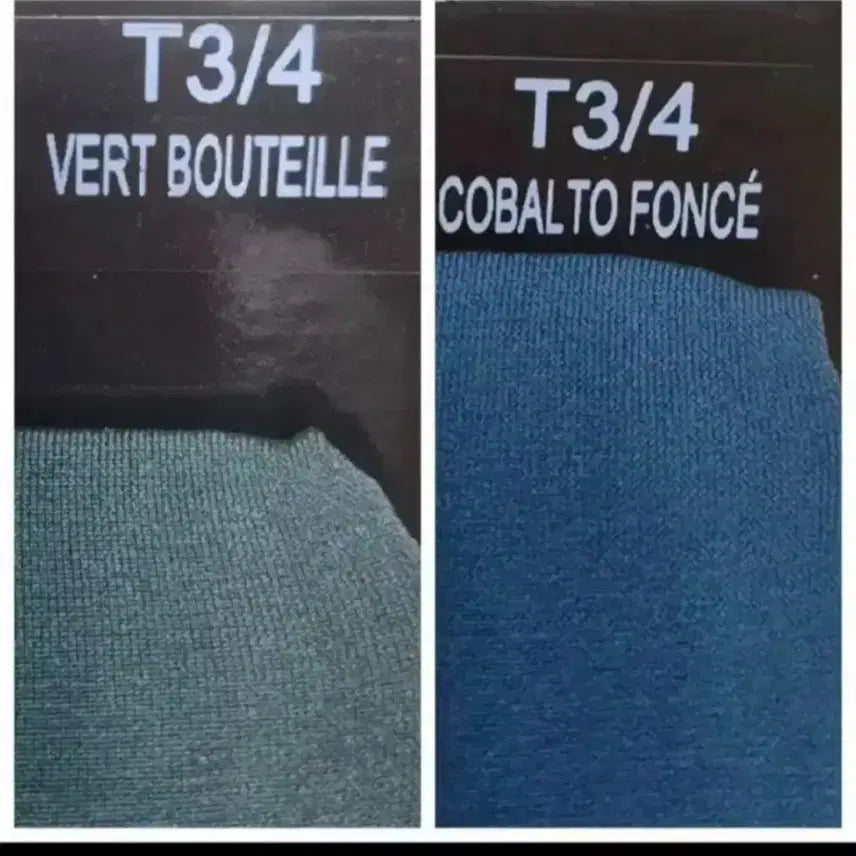 T3/4
VERT BOUTEILLE
T3/4
COBALTO FONCÉ